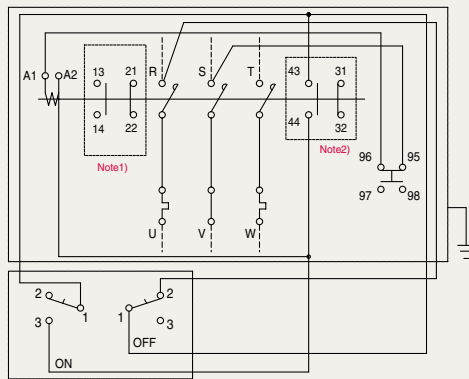 A1 A2 13 21 R S T 43 31
14 22 44 32
Note1) Note2)
96 95
97 98
U V W
2 1 1 2
3 OFF 3
ON